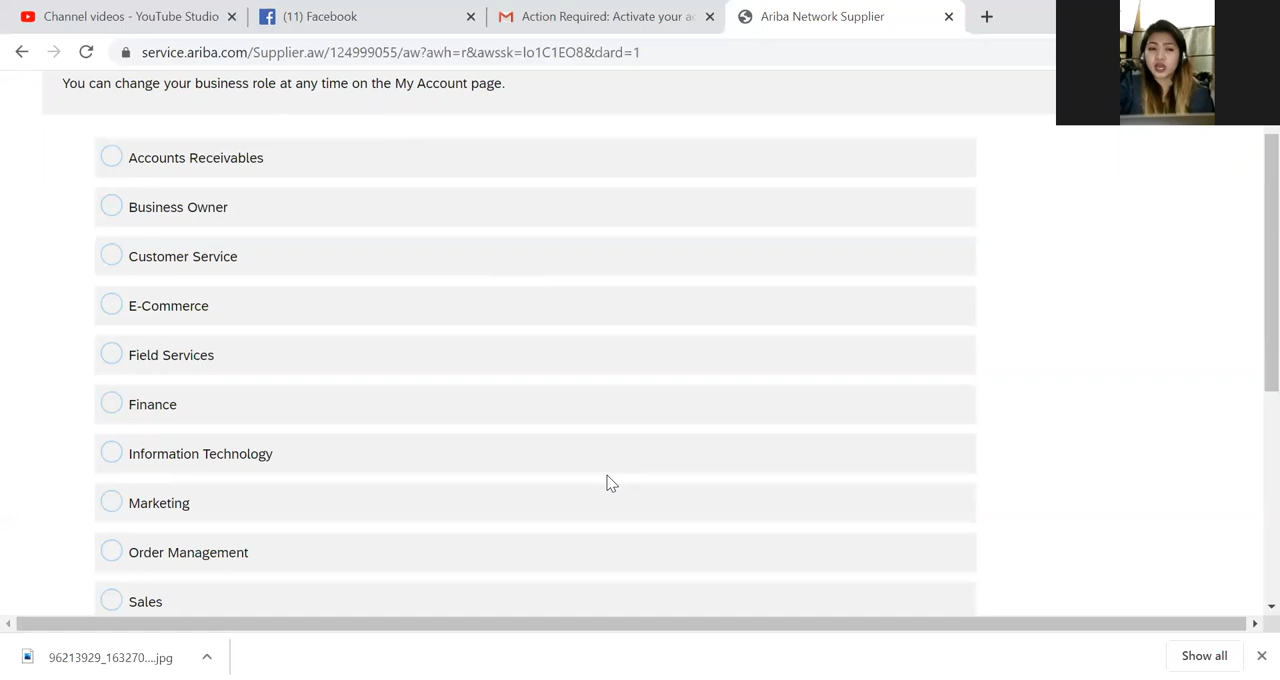 Channel videos - YouTube Studio
(11) Facebook
Action Required: Activate your ac
Ariba Network Supplier
service.ariba.com/Supplier.aw/124999055/aw?awh=r&awssk=lo1C1EO8&dard=1
You can change your business role at any time on the My Account page.
Accounts Receivables
Business Owner
Customer Service
E-Commerce
Field Services
Finance
Information Technology
Marketing
Order Management
Sales
96213929_163270....jpg
Show all